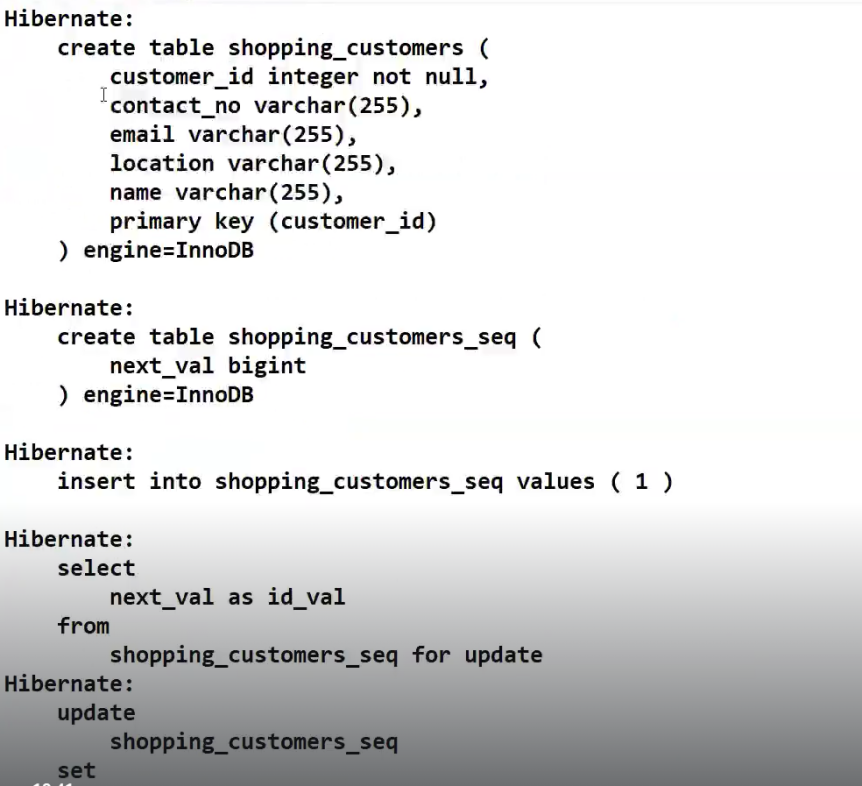 Hibernate:
create table shopping_customers (
customer_id integer not null,
contact_no varchar(255),
email varchar(255),
location varchar(255),
name varchar(255),
primary key (customer_id)
) engine=InnoDB
Hibernate:
create table shopping_customers_seq (
next_val bigint
) engine=InnoDB
Hibernate:
insert into shopping_customers_seq values ( 1 )
Hibernate:
select
next_val as id_val
from
shopping_customers_seq for update
Hibernate:
update
shopping_customers_seq
set